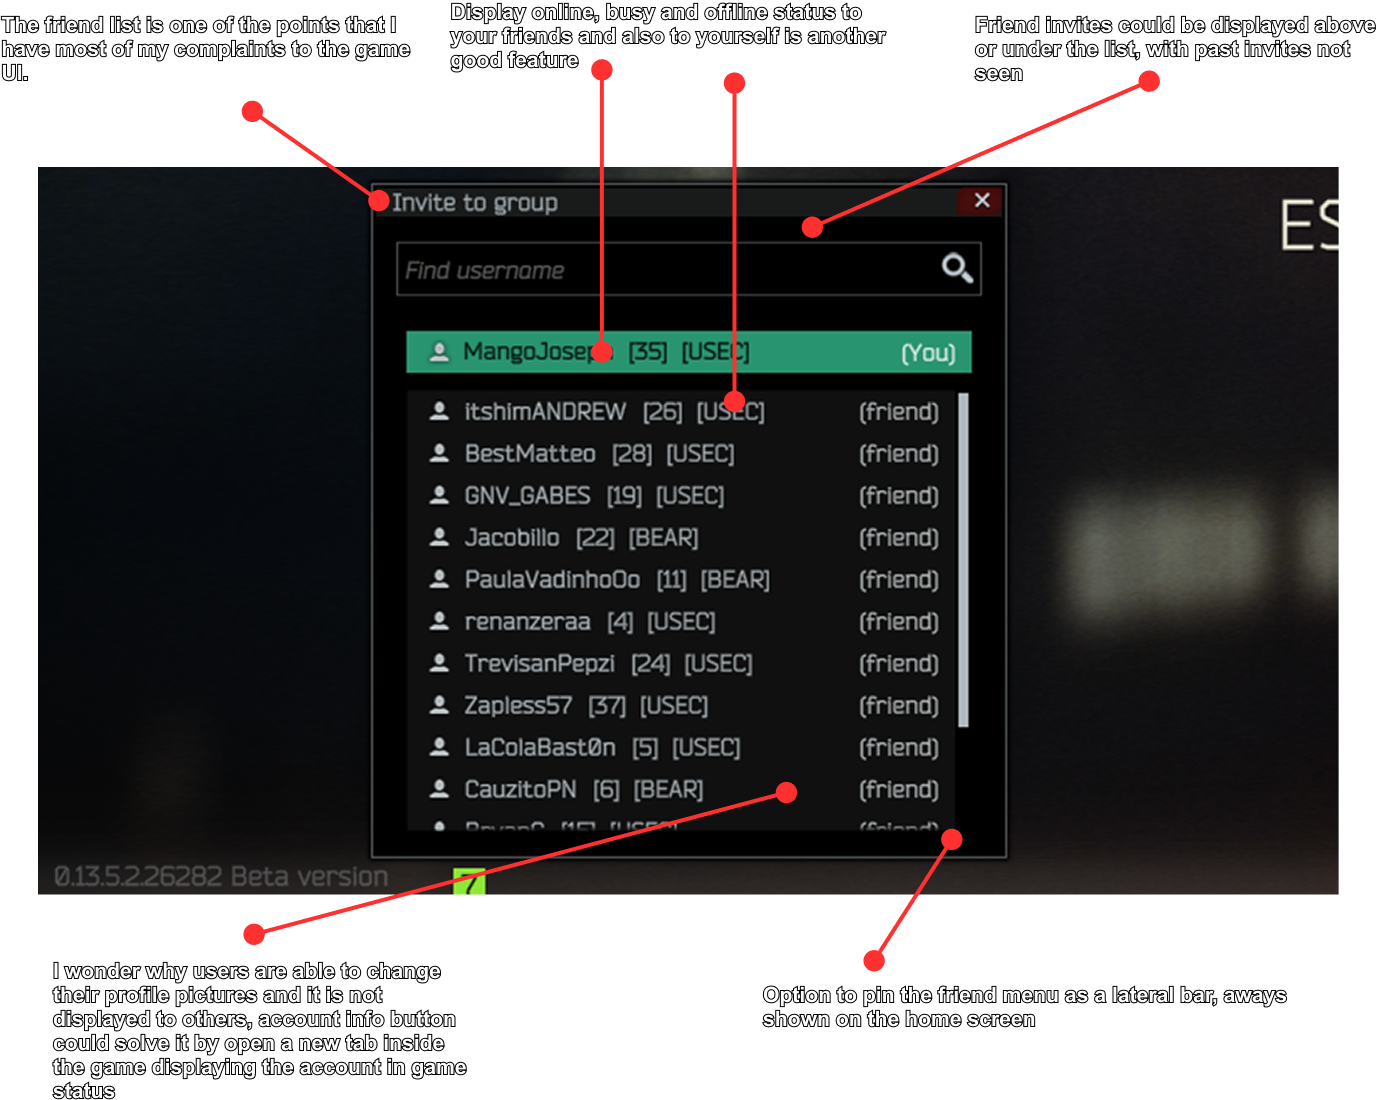 The friend list is one of the points that I
have most of my complaints to the game
UI.
Display online, busy and offline status to
your friends and also to yourself is another
good feature
Friend invites could be displayed above
or under the list, with past invites not
seen
Invite to group
ES
Find username
MangoJoseph [35] [USEC] (You)
itshimANDREW [26] [USEC] (friend)
BestMatteo [28] [USEC] (friend)
GNV_GABES [19] [USEC] (friend)
Jacobillo [22] [BEAR] (friend)
PaulaVadinhoOo [11] [BEAR] (friend)
renanzeraa [4] [USEC] (friend)
TrevisanPepzi [24] [USEC] (friend)
Zapless57 [37] [USEC] (friend)
LaColaBast0n [5] [USEC] (friend)
CauzitoPN [6] [BEAR] (friend)
[15] [USEC] (friend)
0.13.5.2.26282 Beta version
7
I wonder why users are able to change
their profile pictures and it is not
displayed to others, account info button
could solve it by open a new tab inside
the game displaying the account in game
status
Option to pin the friend menu as a lateral bar, aways
shown on the home screen